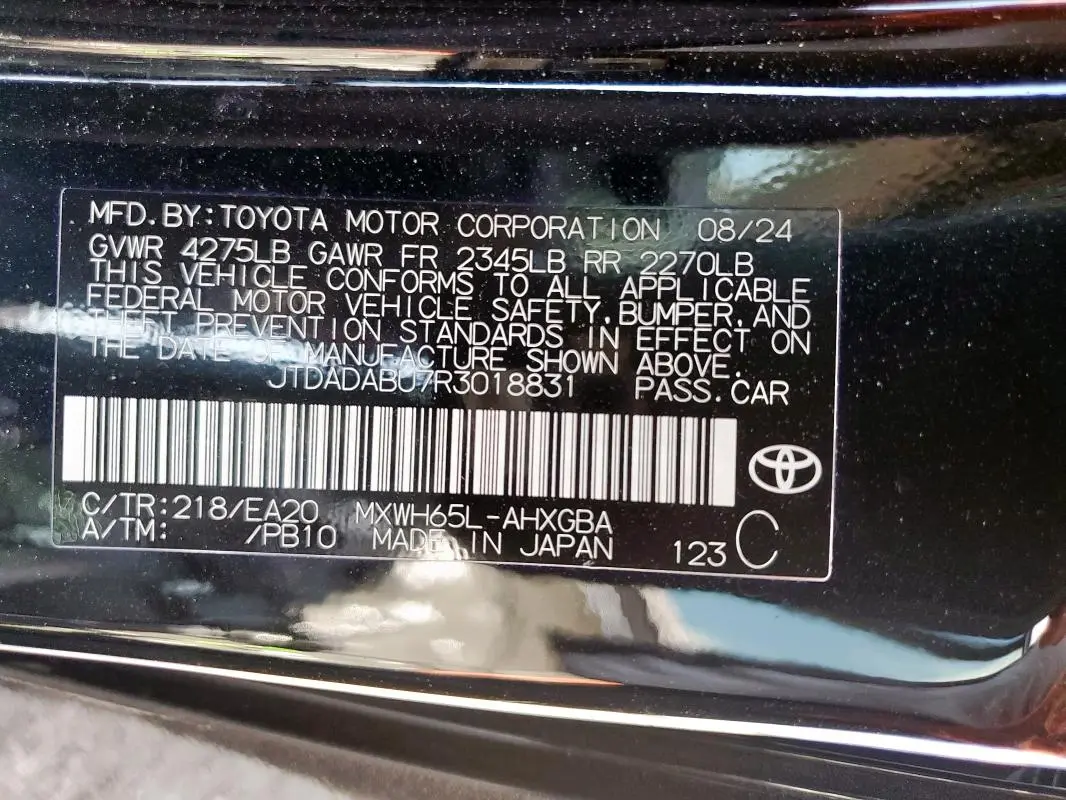 MFD.BY:TOYOTA MOTOR CORPORATION 08/24
GVWR 4275LB GAWR FR 2345LB RR 2270LB
THIS VEHICLE CONFORMS TO ALL APPLICABLE
FEDERAL MOTOR VEHICLE SAFETY,BUMPER,AND
THEFT PREVENTION STANDARDS IN EFFECT ON
THE DATE OF MANUFACTURE SHOWN ABOVE.
JTDADABU7R3018831 PASS.CAR
C/TR:218/EA20 MXWH65L-AHXGBA
A/TM: /PB10 MADE IN JAPAN 123 C